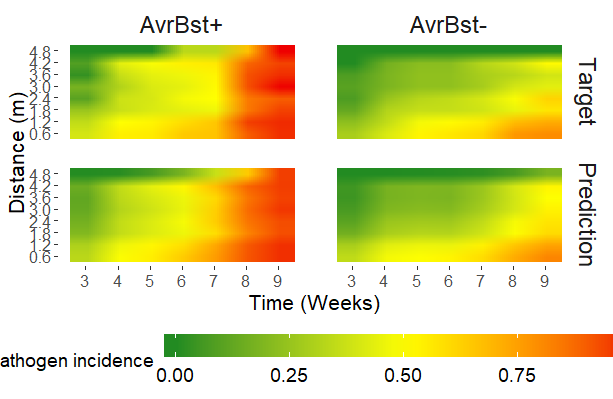 AvrBst+ AvrBst-
4.8
4.2
3.6
3.0
2.4
1.8
1.2
0.6
Target
4.8
4.2
3.6
3.0
2.4
1.8
1.2
0.6
Prediction
Distance (m)
3 4 5 6 7 8 9 3 4 5 6 7 8 9
Time (Weeks)
athogen incidence
0.00 0.25 0.50 0.75